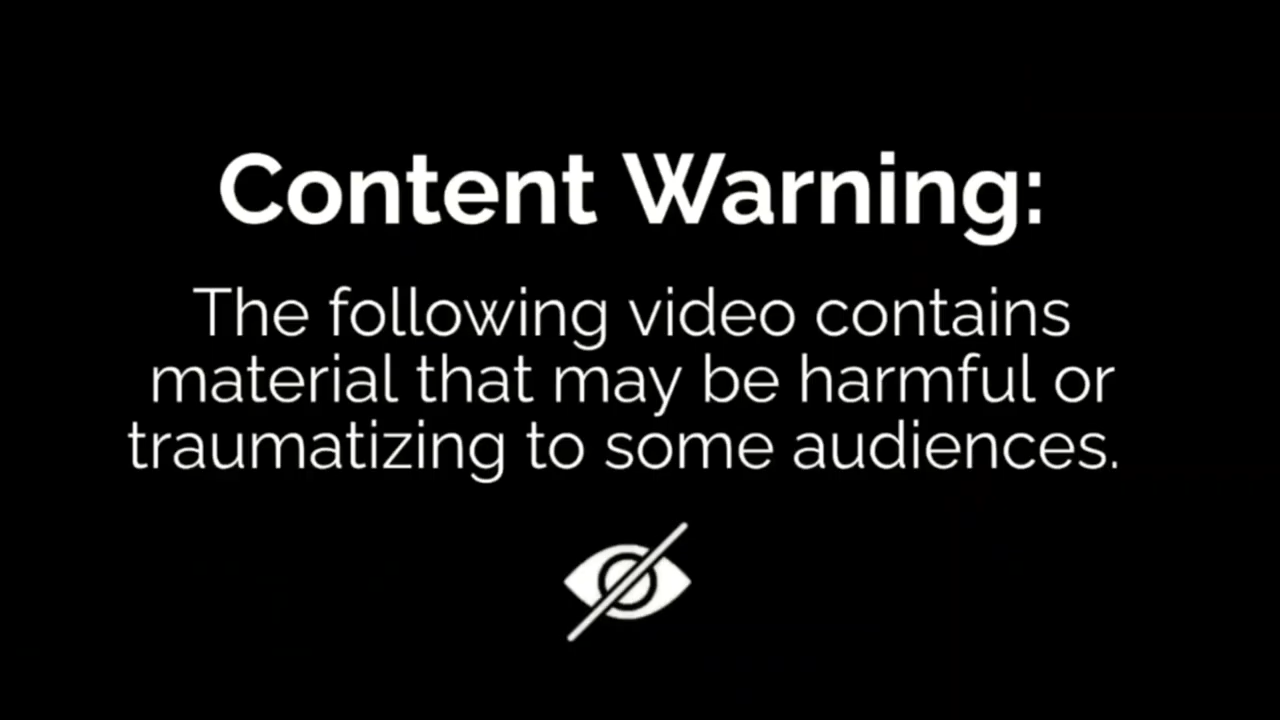 Content Warning:
The following video contains
material that may be harmful or
traumatizing to some audiences.